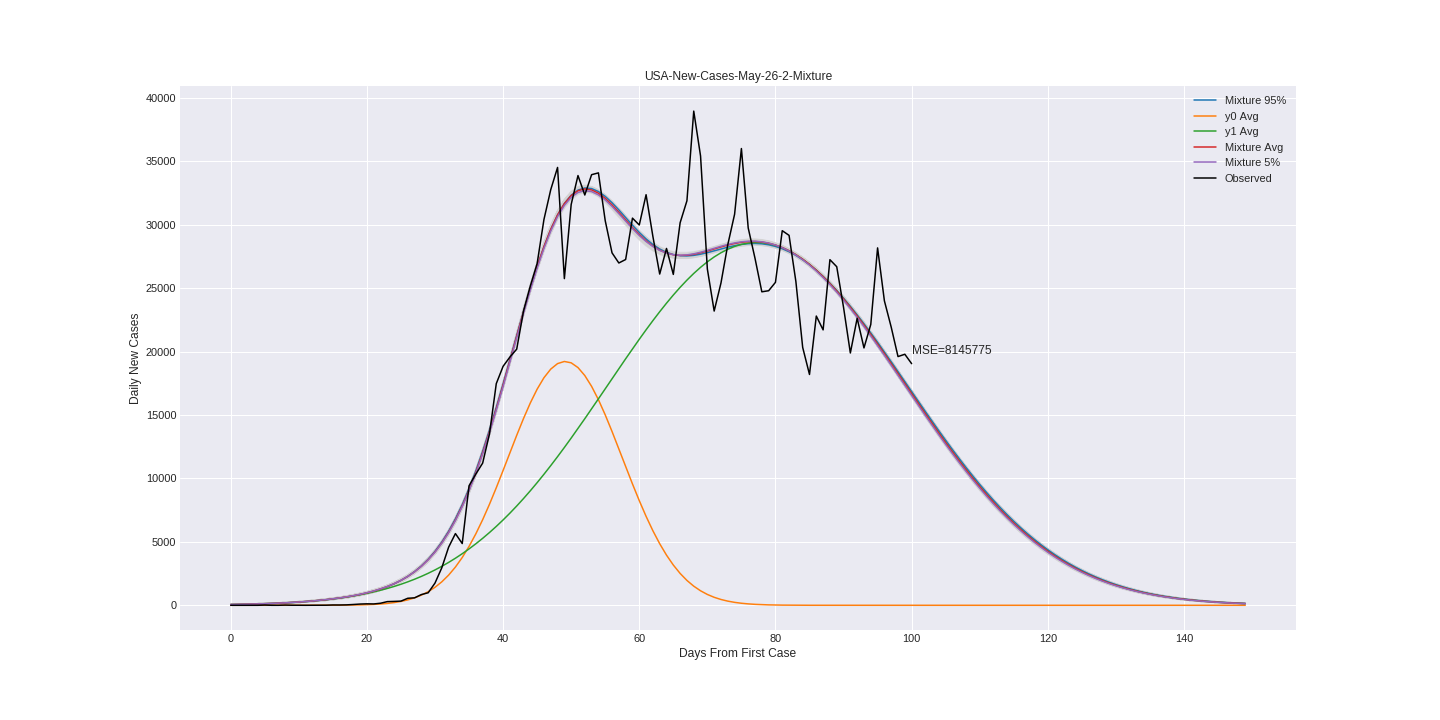 USA-New-Cases-May-26-2-Mixture
40000
35000
30000
25000
20000
15000
10000
5000
0
Daily New Cases
Mixture 95%
y0 Avg
y1 Avg
Mixture Avg
Mixture 5%
Observed
MSE=8145775
0 20 40 60 80 100 120 140
Days From First Case